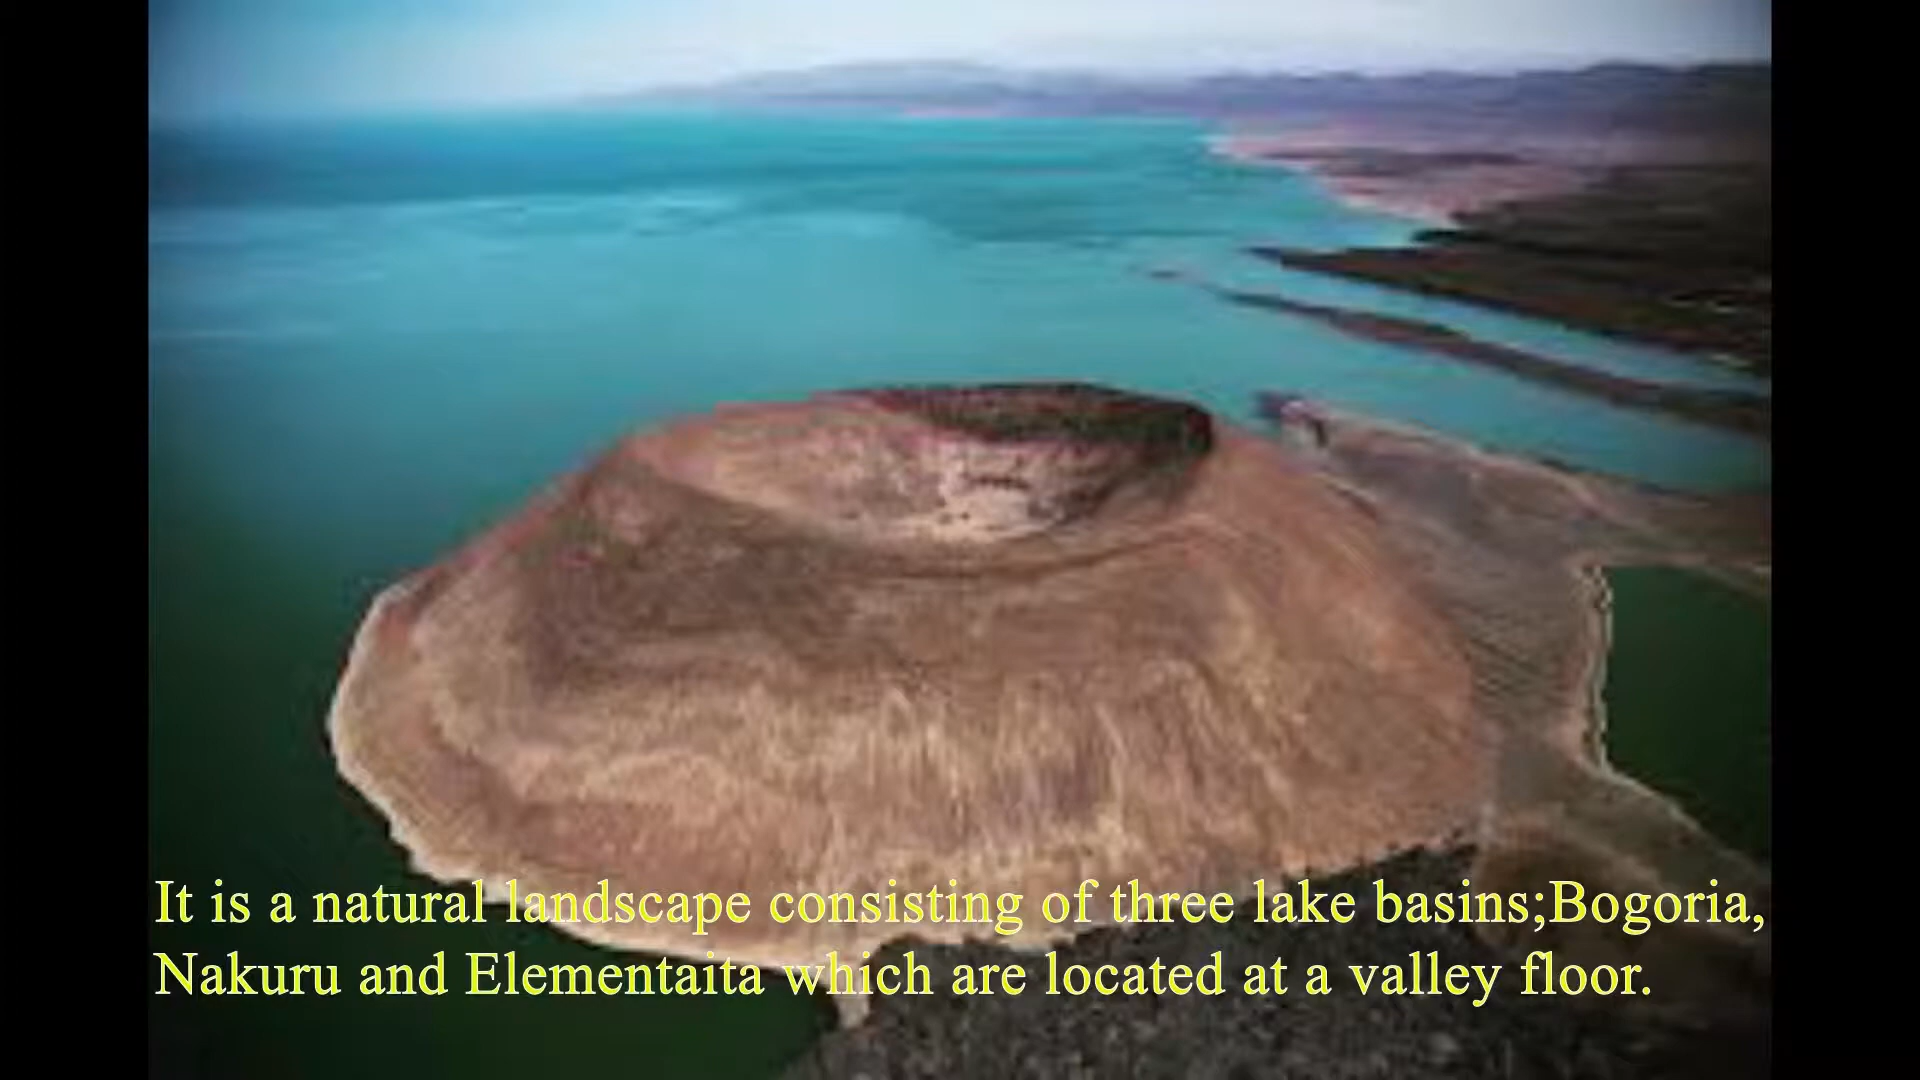 It is a natural landscape consisting of three lake basins;Bogoria,
Nakuru and Elementaita which are located at a valley floor.